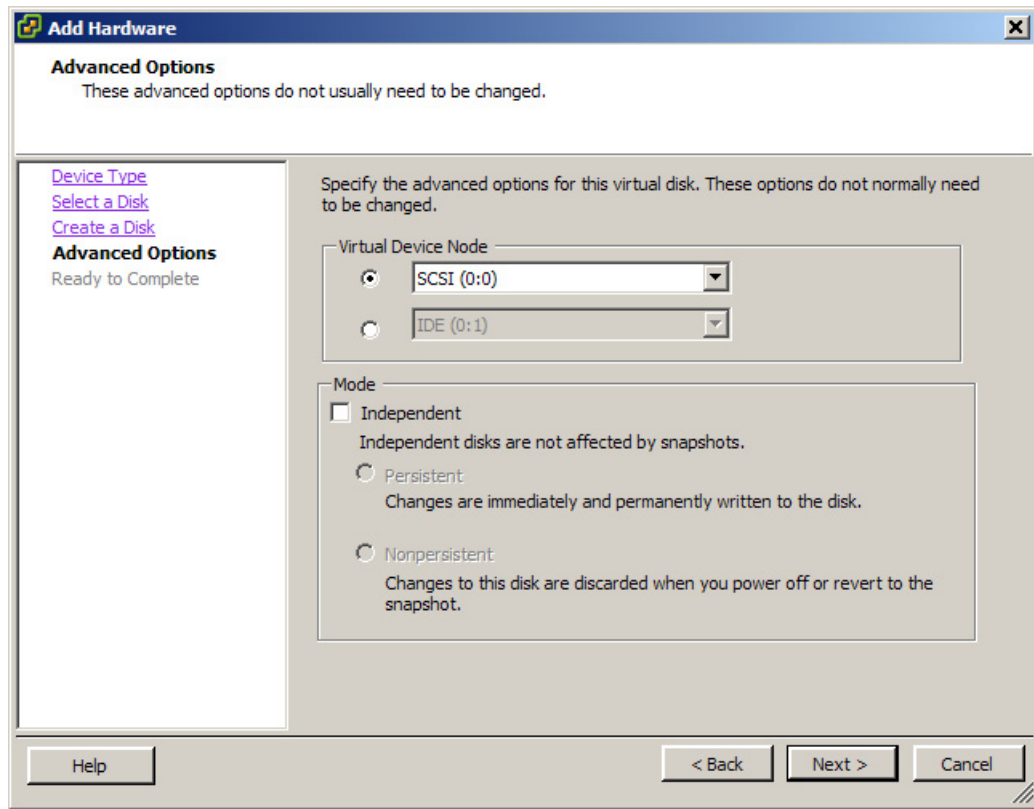 Add Hardware
Advanced Options
These advanced options do not usually need to be changed.
Device Type
Select a Disk
Create a Disk
Advanced Options
Ready to Complete
Specify the advanced options for this virtual disk. These options do not normally need
to be changed.
Virtual Device Node
SCSI (0:0)
IDE (0:1)
Mode
Independent
Independent disks are not affected by snapshots.
Persistent
Changes are immediately and permanently written to the disk.
Nonpersistent
Changes to this disk are discarded when you power off or revert to the
snapshot.
Help
< Back
Next >
Cancel